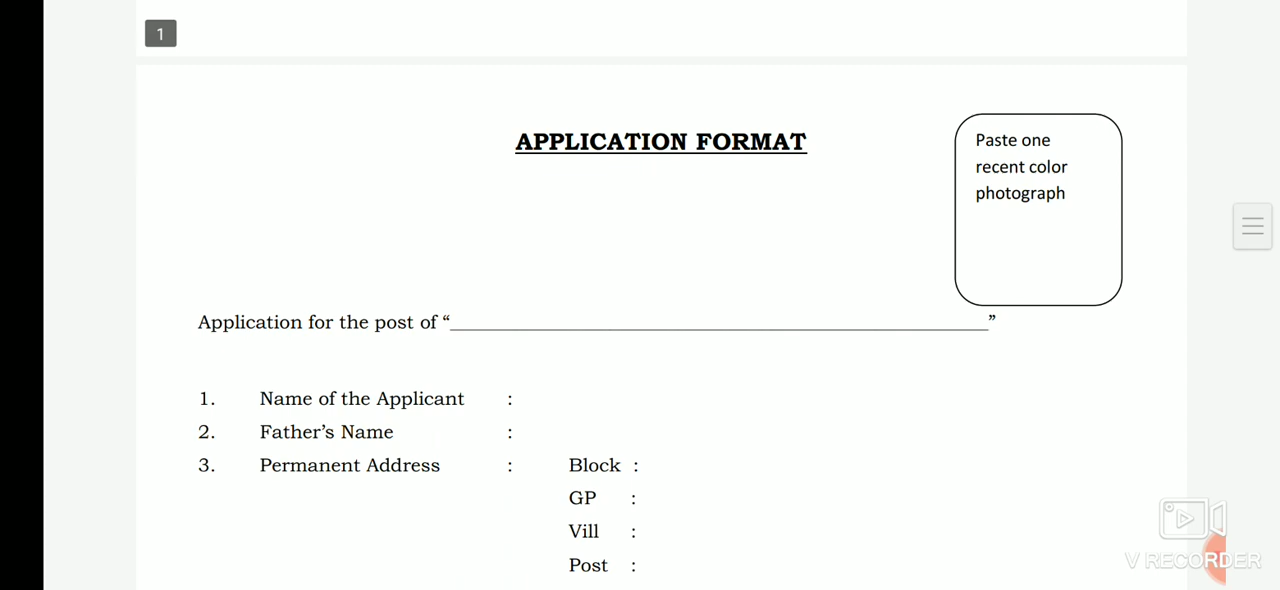 1
APPLICATION FORMAT
Paste one
recent color
photograph
Application for the post of “______________________________________________________”
1. Name of the Applicant :
2. Father’s Name :
3. Permanent Address : Block :
GP :
Vill :
Post :
V RECORDER